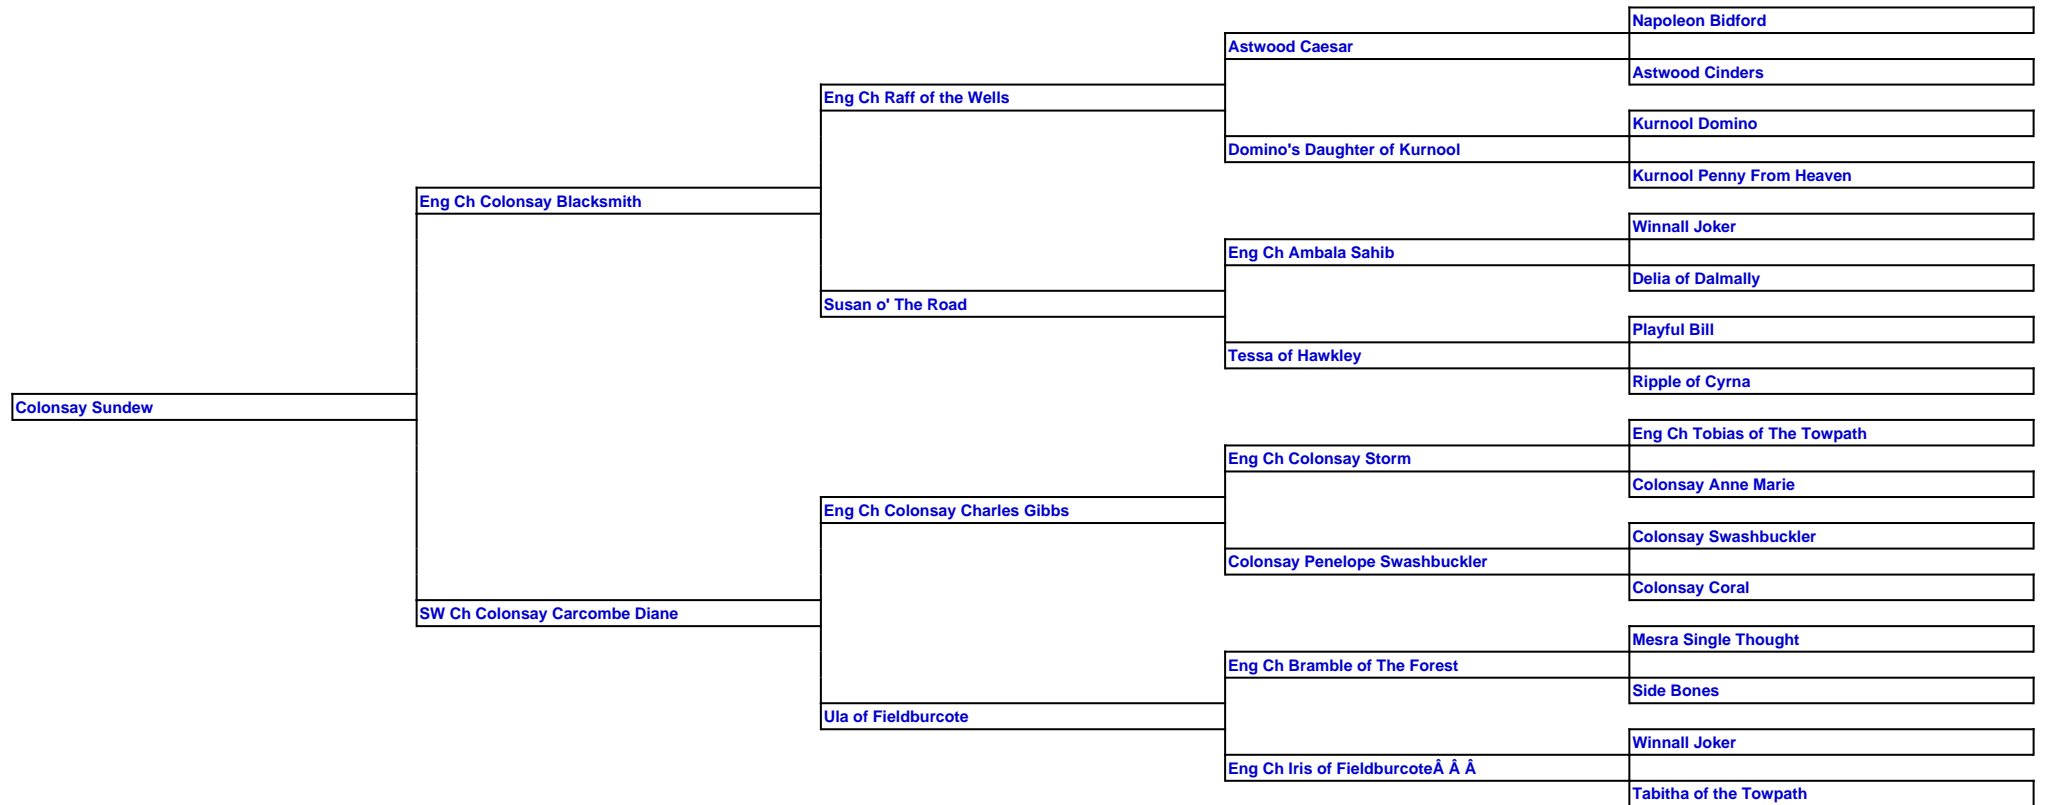 Napoleon Bidford
Astwood Caesar
Astwood Cinders
Eng Ch Raff of the Wells
Kurnool Domino
Domino's Daughter of Kurnool
Kurnool Penny From Heaven
Eng Ch Colonsay Blacksmith
Winnall Joker
Eng Ch Ambala Sahib
Delia of Dalmally
Susan o' The Road
Playful Bill
Tessa of Hawkley
Ripple of Cyrna
Colonsay Sundew
Eng Ch Tobias of The Towpath
Eng Ch Colonsay Storm
Colonsay Anne Marie
Eng Ch Colonsay Charles Gibbs
Colonsay Swashbuckler
Colonsay Penelope Swashbuckler
Colonsay Coral
SW Ch Colonsay Carcombe Diane
Mesra Single Thought
Eng Ch Bramble of The Forest
Side Bones
Ula of Fieldburcote
Winnall Joker
Eng Ch Iris of FieldburcoteÂ Â Â
Tabitha of the Towpath